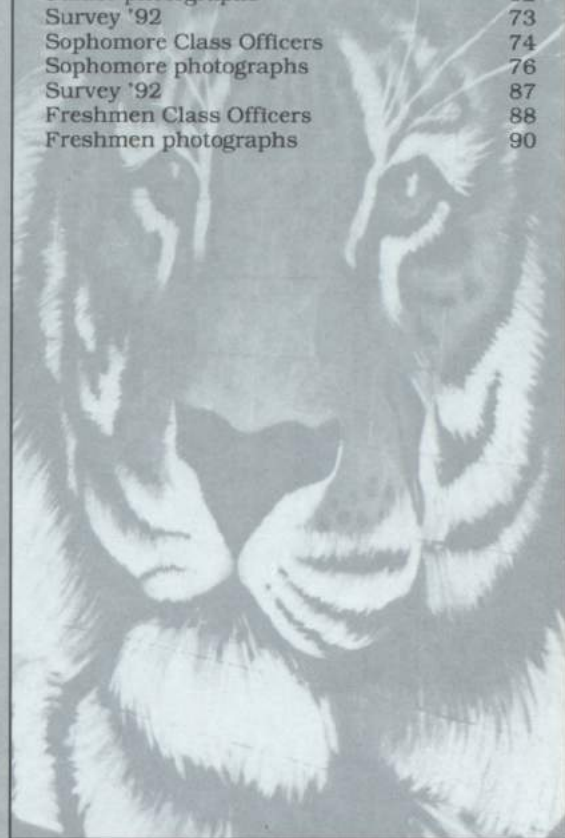 photographs
Survey '92 73
Sophomore Class Officers 74
Sophomore photographs 76
Survey '92 87
Freshmen Class Officers 88
Freshmen photographs 90